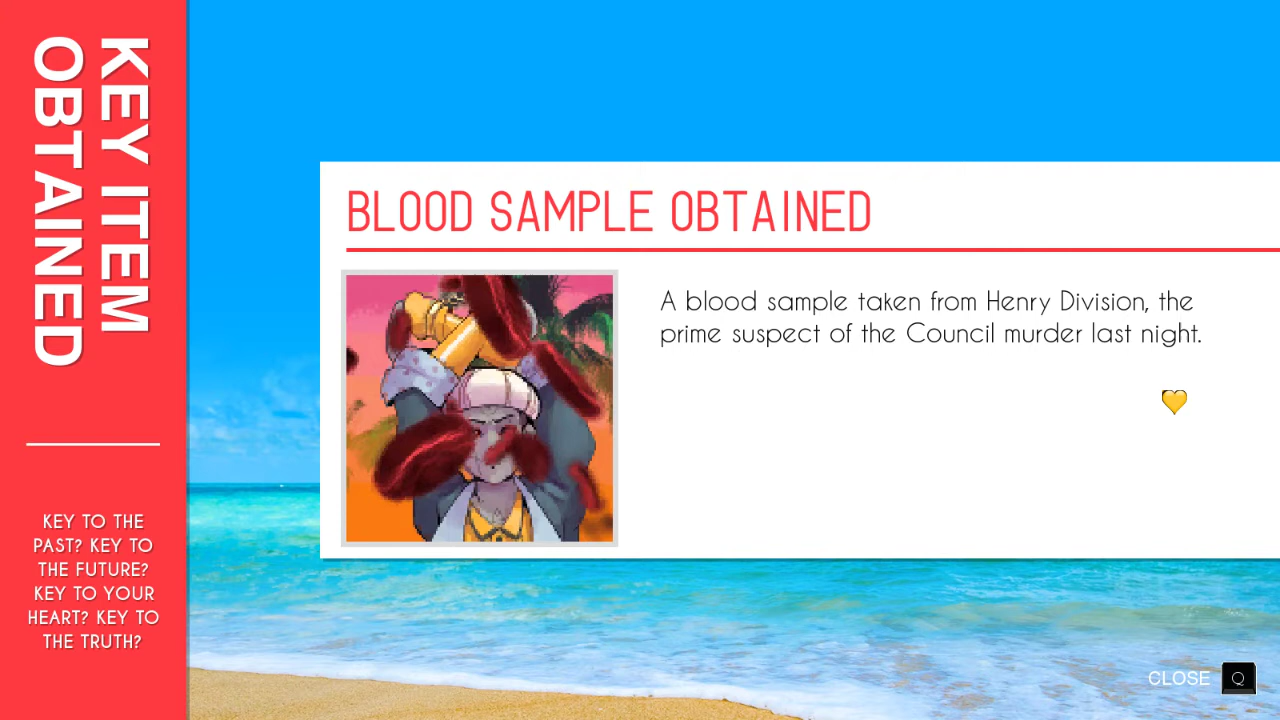 KEY ITEM
OBTAINED
KEY TO THE
PAST? KEY TO
THE FUTURE?
KEY TO YOUR
HEART? KEY TO
THE TRUTH?
BLOOD SAMPLE OBTAINED
A blood sample taken from Henry Division, the
prime suspect of the Council murder last night.
CLOSE Q